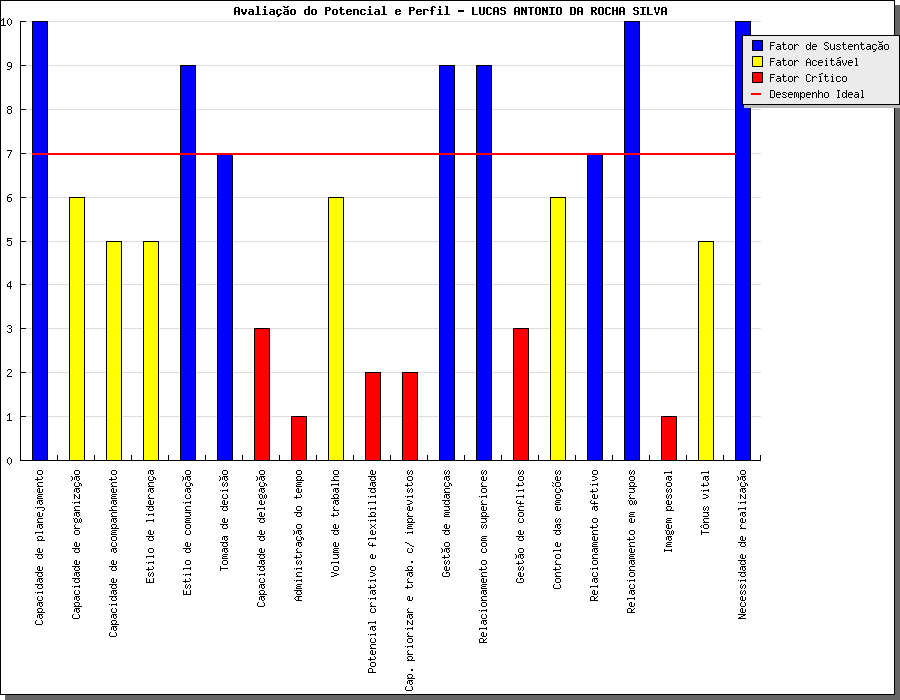 Avaliação do Potencial e Perfil - LUCAS ANTONIO DA ROCHA SILVA
10
9
8
7
6
5
4
3
2
1
0
Fator de Sustentação
Fator Aceitável
Fator Crítico
Desempenho Ideal
Capacidade de planejamento
Capacidade de organização
Capacidade de acompanhamento
Estilo de liderança
Estilo de comunicação
Tomada de decisão
Capacidade de delegação
Administração do tempo
Volume de trabalho
Potencial criativo e flexibilidade
Cap. priorizar e trab. c/ imprevistos
Gestão de mudanças
Relacionamento com superiores
Gestão de conflitos
Controle das emoções
Relacionamento afetivo
Relacionamento em grupos
Imagem pessoal
Tônus vital
Necessidade de realização